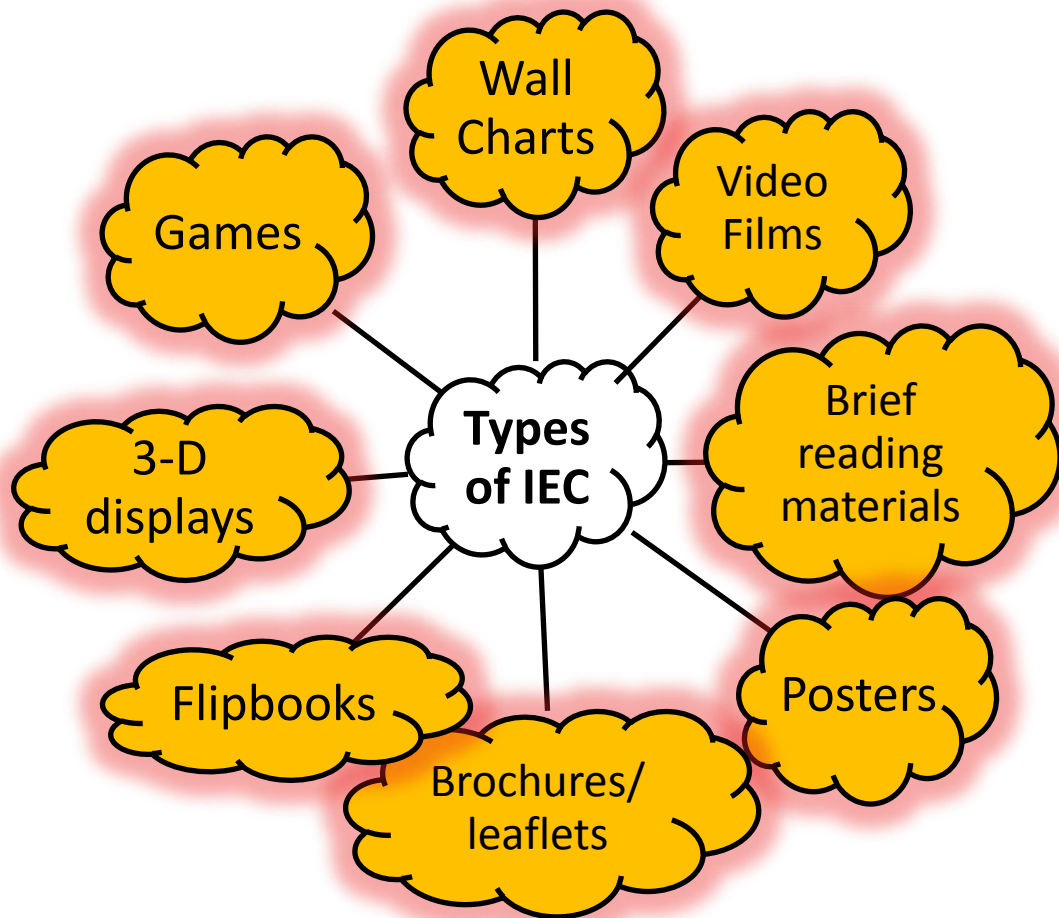 Wall
Charts
Video
Films
Games
Brief
reading
materials
Types
of IEC
3-D
displays
Posters
Flipbooks
Brochures/
leaflets